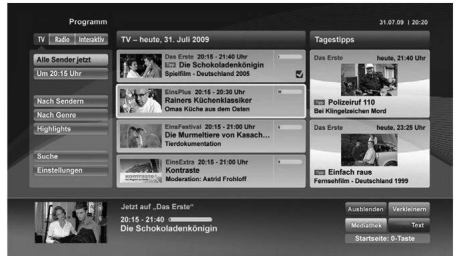 Programm
31.07.09 | 20:20
TV Radio Interaktiv
TV – heute, 31. Juli 2009
Tagestipps
Alle Sender jetzt
Um 20:15 Uhr
Nach Sendern
Nach Genre
Highlights
Suche
Einstellungen
Das Erste 20:15 - 21:40 Uhr
Tipp Die Schokoladenkönigin
Spielfilm - Deutschland 2005
EinsPlus 20:15 - 20:30 Uhr
Rainers Küchenklassiker
Omas Küche aus dem Osten
EinsFestival 20:15 - 21:00 Uhr
Die Murmeltiere von Kasach...
Tierdokumentation
EinsExtra 20:15 - 21:00 Uhr
Kontraste
Moderation: Astrid Frohloff
Das Erste heute, 21:40 Uhr
Tipp Polizeiruf 110
Bei Klingelzeichen Mord
Das Erste heute, 23:25 Uhr
Tipp Einfach raus
Fernsehfilm - Deutschland 1999
Jetzt auf „Das Erste"
20:15 - 21:40
Die Schokoladenkönigin
Ausblenden Verkleinern
Mediathek Text
Startseite: 0-Taste